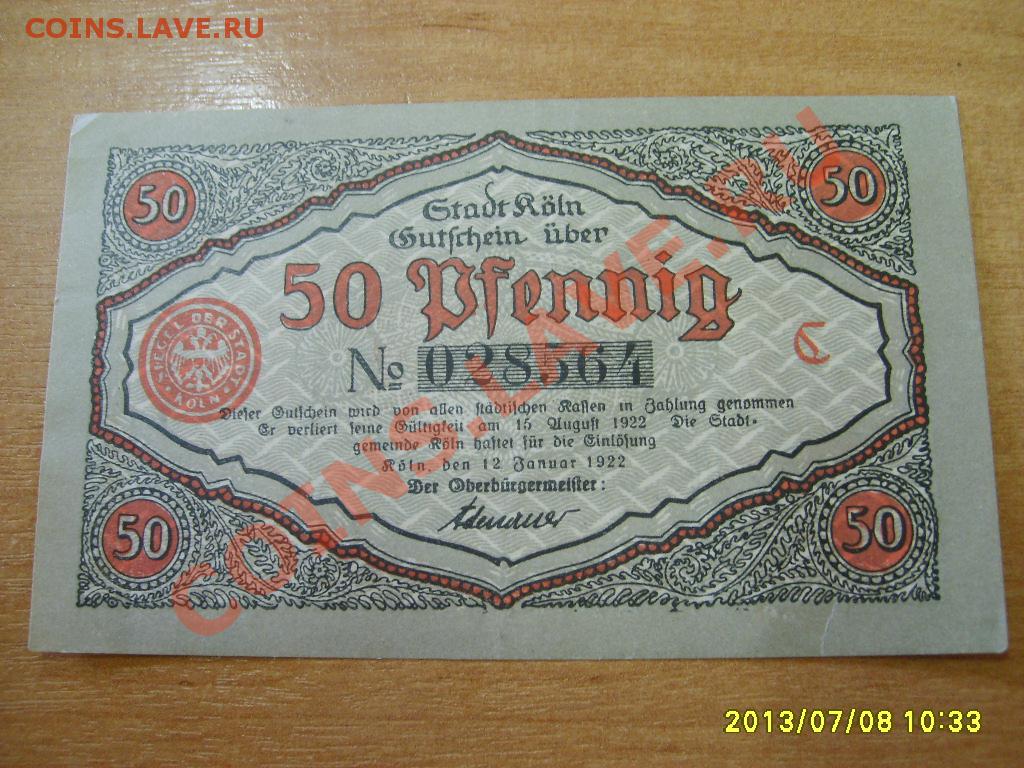 COINS.LAVE.RU
50
50
Stadt Köln
Gutschein über
50 Pfennig
SIEGEL DER STADT KÖLN
№ 028564
C
Dieser Gutschein wird von allen städtischen Kassen in Zahlung genommen
Er verliert seine Gültigkeit am 15 August 1922 Die Stadt-
gemeinde Köln haftet für die Einlösung
Köln, den 12 Januar 1922
Der Oberbürgermeister:
Adenauer
50
50
COINS.LAVE.RU
2013/07/08 10:33